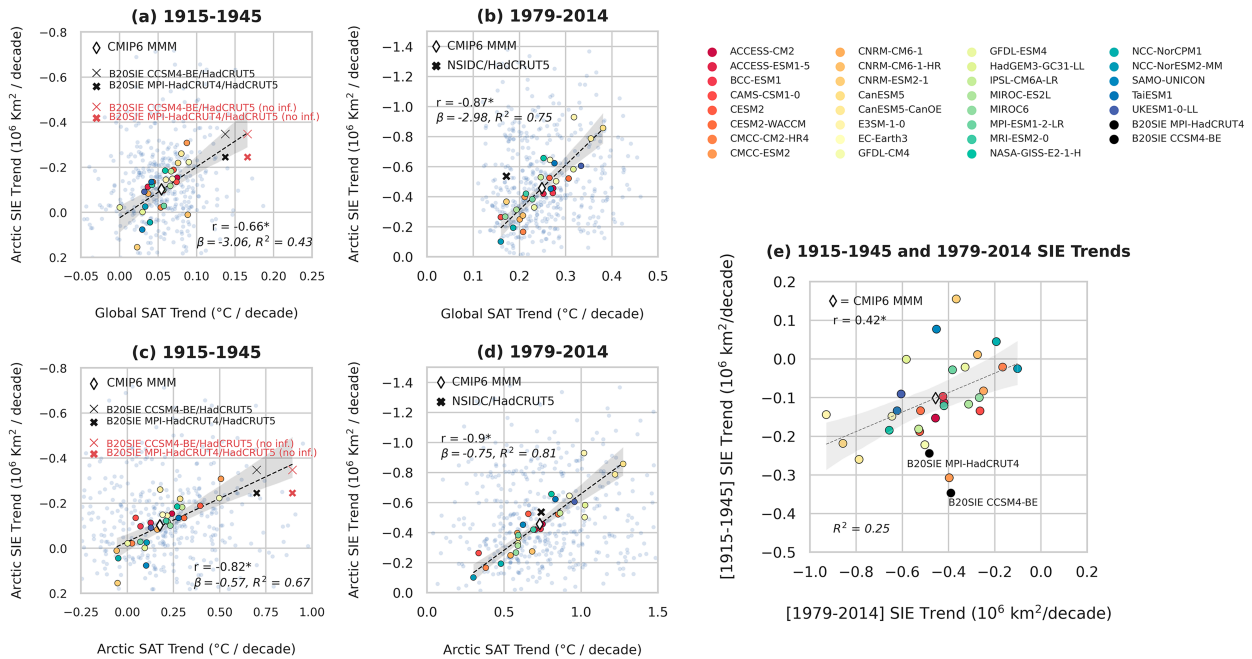 (a) 1915-1945
−0.8
−0.6
−0.4
−0.2
0.0
0.2
Arctic SIE Trend (10⁶ Km² / decade)
CMIP6 MMM
B20SIE CCSM4-BE/HadCRUT5
B20SIE MPI-HadCRUT4/HadCRUT5
B20SIE CCSM4-BE/HadCRUT5 (no inf.)
B20SIE MPI-HadCRUT4/HadCRUT5 (no inf.)
r = -0.66*
β = -3.06, R² = 0.43
−0.05 0.00 0.05 0.10 0.15 0.20 0.25
Global SAT Trend (°C / decade)
(b) 1979-2014
−1.4
−1.2
−1.0
−0.8
−0.6
−0.4
−0.2
0.0
Arctic SIE Trend (10⁶ Km² / decade)
CMIP6 MMM
NSIDC/HadCRUT5
r = -0.87*
β = -2.98, R² = 0.75
0.0 0.1 0.2 0.3 0.4 0.5
Global SAT Trend (°C / decade)
ACCESS-CM2
ACCESS-ESM1-5
BCC-ESM1
CAMS-CSM1-0
CESM2
CESM2-WACCM
CMCC-CM2-HR4
CMCC-ESM2
CNRM-CM6-1
CNRM-CM6-1-HR
CNRM-ESM2-1
CanESM5
CanESM5-CanOE
E3SM-1-0
EC-Earth3
GFDL-CM4
GFDL-ESM4
HadGEM3-GC31-LL
IPSL-CM6A-LR
MIROC-ES2L
MIROC6
MPI-ESM1-2-LR
MRI-ESM2-0
NASA-GISS-E2-1-H
NCC-NorCPM1
NCC-NorESM2-MM
SAMO-UNICON
TaiESM1
UKESM1-0-LL
B20SIE MPI-HadCRUT4
B20SIE CCSM4-BE
(c) 1915-1945
−0.8
−0.6
−0.4
−0.2
0.0
0.2
Arctic SIE Trend (10⁶ Km² / decade)
CMIP6 MMM
B20SIE CCSM4-BE/HadCRUT5
B20SIE MPI-HadCRUT4/HadCRUT5
B20SIE CCSM4-BE/HadCRUT5 (no inf.)
B20SIE MPI-HadCRUT4/HadCRUT5 (no inf.)
r = -0.82*
β = -0.57, R² = 0.67
−0.25 0.00 0.25 0.50 0.75 1.00
Arctic SAT Trend (°C / decade)
(d) 1979-2014
−1.4
−1.2
−1.0
−0.8
−0.6
−0.4
−0.2
0.0
Arctic SIE Trend (10⁶ Km² / decade)
CMIP6 MMM
NSIDC/HadCRUT5
r = -0.9*
β = -0.75, R² = 0.81
0.0 0.5 1.0 1.5
Arctic SAT Trend (°C / decade)
(e) 1915-1945 and 1979-2014 SIE Trends
0.2
0.1
0.0
−0.1
−0.2
−0.3
−0.4
−0.5
[1915-1945] SIE Trend (10⁶ km²/decade)
= CMIP6 MMM
r = 0.42*
B20SIE MPI-HadCRUT4
B20SIE CCSM4-BE
R² = 0.25
−1.0 −0.8 −0.6 −0.4 −0.2 0.0 0.2
[1979-2014] SIE Trend (10⁶ km²/decade)